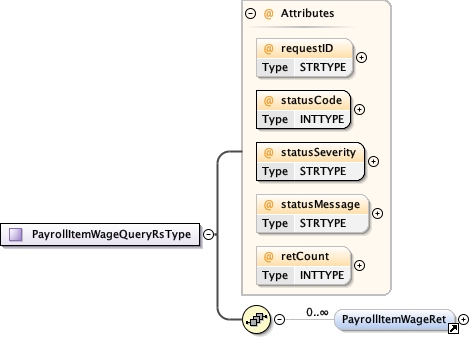 @ Attributes
@ requestID
Type STRTYPE
@ statusCode
Type INTTYPE
@ statusSeverity
Type STRTYPE
@ statusMessage
Type STRTYPE
PayrollItemWageQueryRsType
@ retCount
Type INTTYPE
0..∞
PayrollItemWageRet